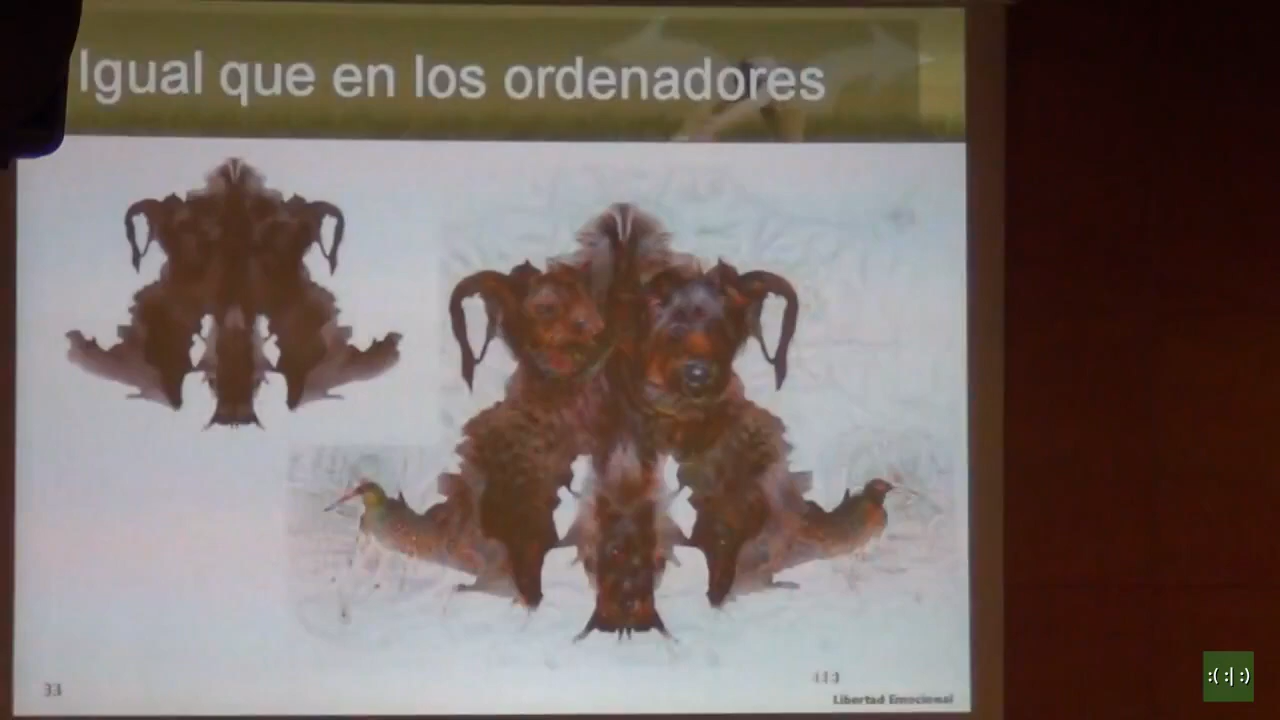 Igual que en los ordenadores
33
Libertad Emocional
:( :| :)